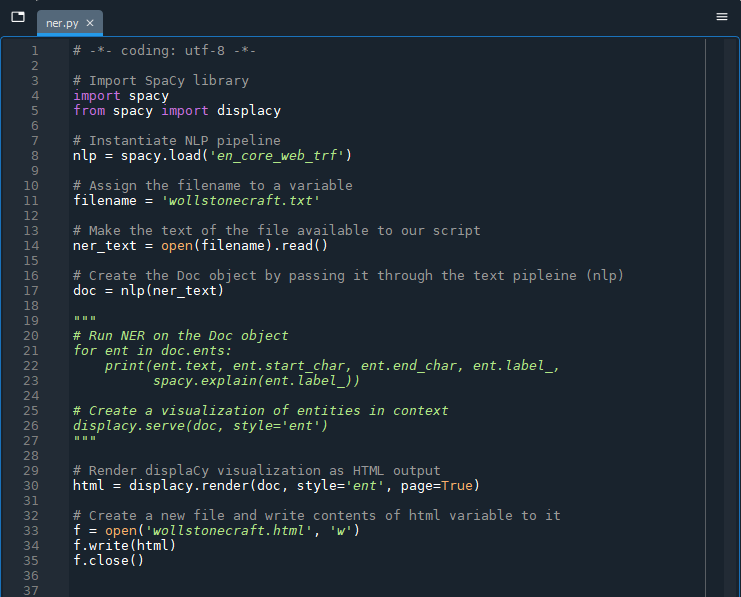 ner.py ×
1 # -*- coding: utf-8 -*-
2
3 # Import SpaCy library
4 import spacy
5 from spacy import displacy
6
7 # Instantiate NLP pipeline
8 nlp = spacy.load('en_core_web_trf')
9
10 # Assign the filename to a variable
11 filename = 'wollstonecraft.txt'
12
13 # Make the text of the file available to our script
14 ner_text = open(filename).read()
15
16 # Create the Doc object by passing it through the text pipleine (nlp)
17 doc = nlp(ner_text)
18
19 """
20 # Run NER on the Doc object
21 for ent in doc.ents:
22     print(ent.text, ent.start_char, ent.end_char, ent.label_,
23           spacy.explain(ent.label_))
24
25 # Create a visualization of entities in context
26 displacy.serve(doc, style='ent')
27 """
28
29 # Render displaCy visualization as HTML output
30 html = displacy.render(doc, style='ent', page=True)
31
32 # Create a new file and write contents of html variable to it
33 f = open('wollstonecraft.html', 'w')
34 f.write(html)
35 f.close()
36
37